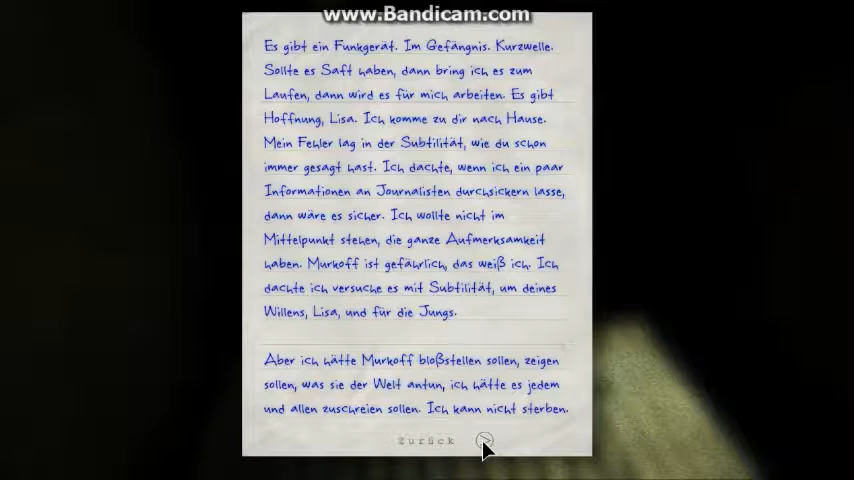 www.Bandicam.com
Es gibt ein Funkgerät. Im Gefängnis. Kurzwelle.
Sollte es Saft haben, dann bring ich es zum
Laufen, dann wird es für mich arbeiten. Es gibt
Hoffnung, Lisa. Ich komme zu dir nach Hause.
Mein Fehler lag in der Subtilität, wie du schon
immer gesagt hast. Ich dachte, wenn ich ein paar
Informationen an Journalisten durchsickern lasse,
dann wäre es sicher. Ich wollte nicht im
Mittelpunkt stehen, die ganze Aufmerksamkeit
haben. Murkoff ist gefährlich, das weiß ich. Ich
dachte ich versuche es mit Subtilität, um deines
Willens, Lisa, und für die Jungs.
Aber ich hätte Murkoff bloßstellen sollen, zeigen
sollen, was sie der Welt antun, ich hätte es jedem
und allen zuschreien sollen. Ich kann nicht sterben.
Zurück